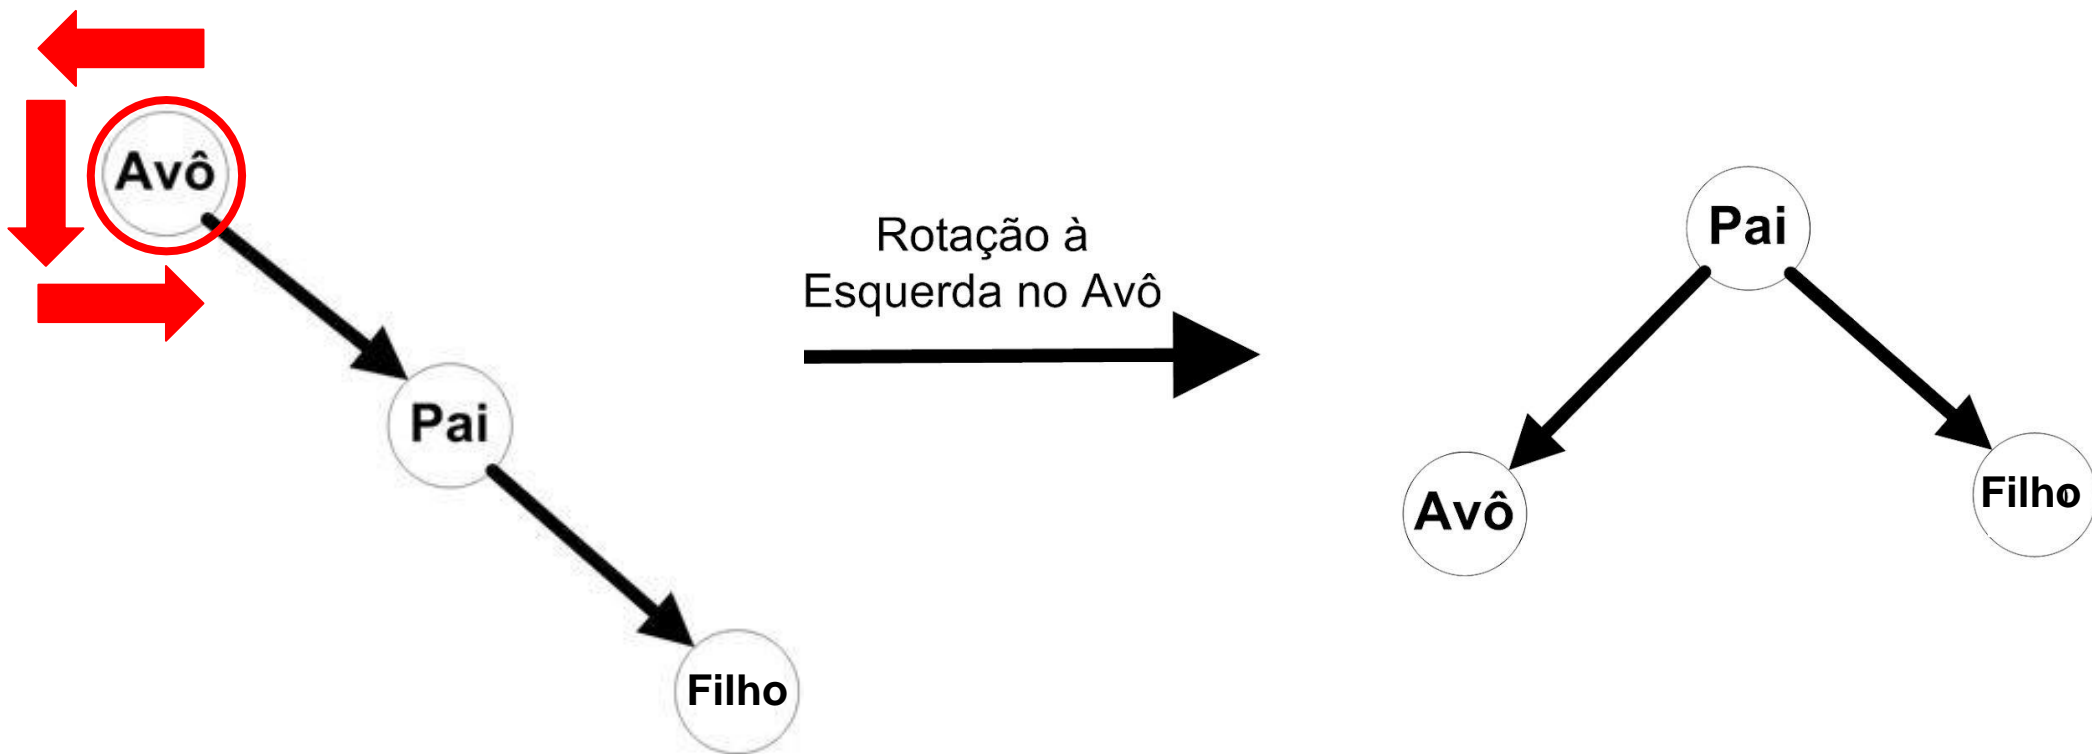 Avô
Pai
Filho
Rotação à
Esquerda no Avô
Pai
Avô
Filho